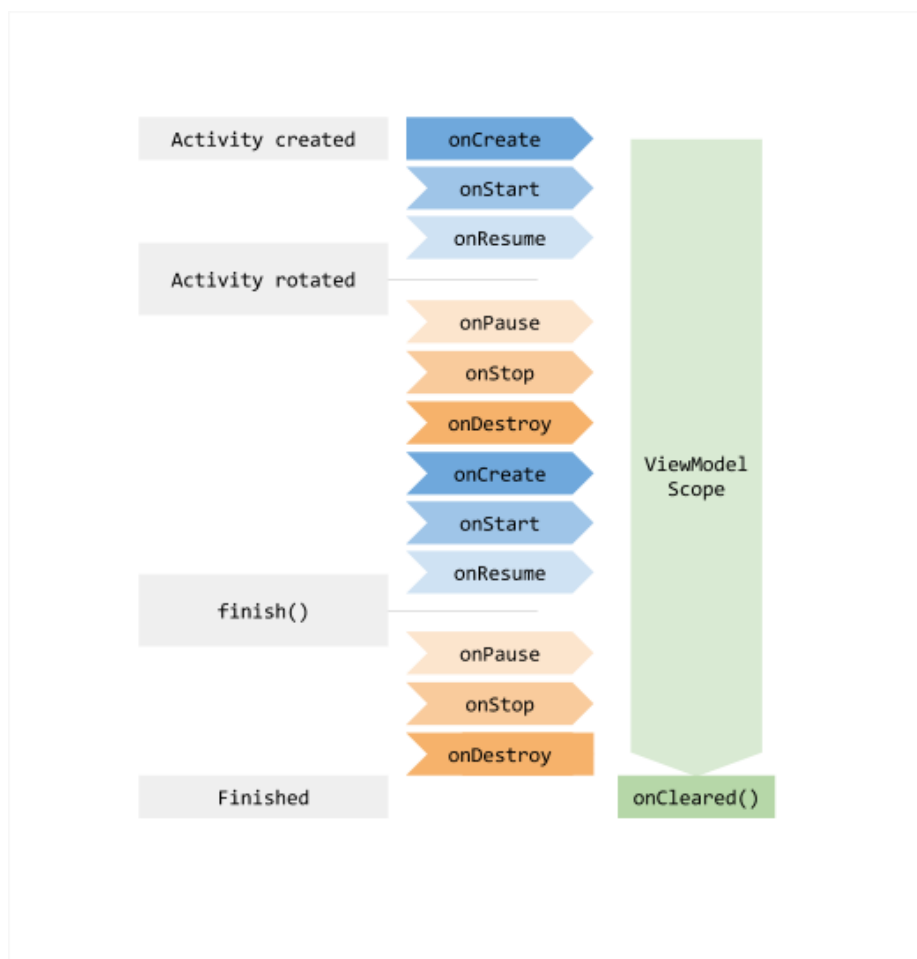 Activity created
onCreate
onStart
onResume
Activity rotated
onPause
onStop
onDestroy
onCreate
ViewModel
Scope
onStart
onResume
finish()
onPause
onStop
onDestroy
Finished
onCleared()